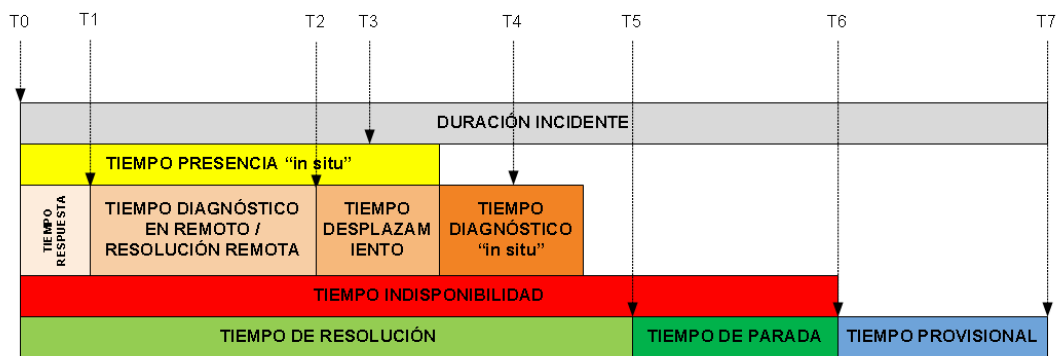 T0 T1 T2 T3 T4 T5 T6 T7
DURACIÓN INCIDENTE
TIEMPO PRESENCIA “in situ”
TIEMPO
RESPUESTA
TIEMPO DIAGNÓSTICO
EN REMOTO /
RESOLUCIÓN REMOTA
TIEMPO
DESPLAZAM
IENTO
TIEMPO
DIAGNÓSTICO
“in situ”
TIEMPO INDISPONIBILIDAD
TIEMPO DE RESOLUCIÓN
TIEMPO DE PARADA
TIEMPO PROVISIONAL